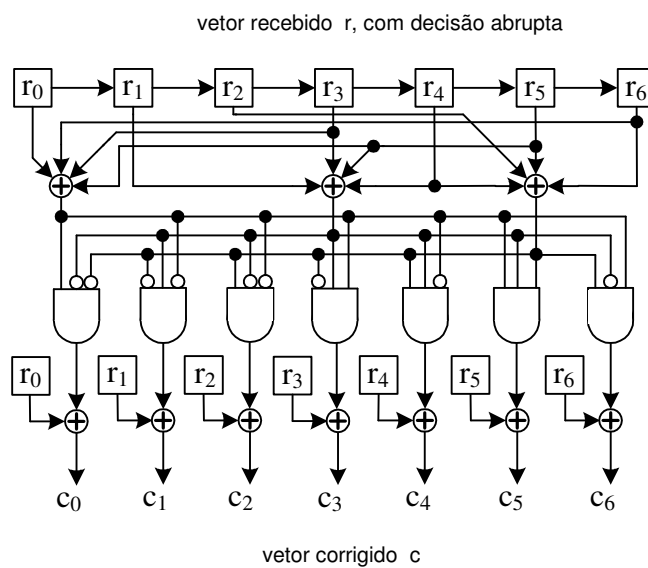 vetor recebido r, com decisão abrupta
r₀ r₁ r₂ r₃ r₄ r₅ r₆
r₀ r₁ r₂ r₃ r₄ r₅ r₆
c₀ c₁ c₂ c₃ c₄ c₅ c₆
vetor corrigido c